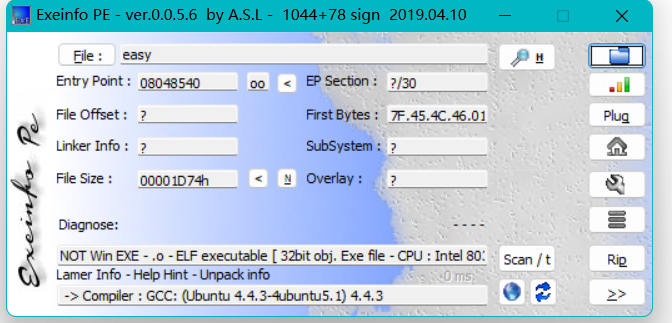 Exeinfo PE - ver.0.0.5.6 by A.S.L - 1044+78 sign 2019.04.10
File : easy H
Entry Point : 08048540 oo < EP Section : ?/30
File Offset : ? First Bytes : 7F.45.4C.46.01 Plug
Linker Info : ? SubSystem : ?
File Size : 00001D74h < N Overlay : ?
Exeinfo Pe
Diagnose: ----
NOT Win EXE - .o - ELF executable [ 32bit obj. Exe file - CPU : Intel 80 Scan / t Rip
Lamer Info - Help Hint - Unpack info 0 ms.
-> Compiler : GCC: (Ubuntu 4.4.3-4ubuntu5.1) 4.4.3 >>